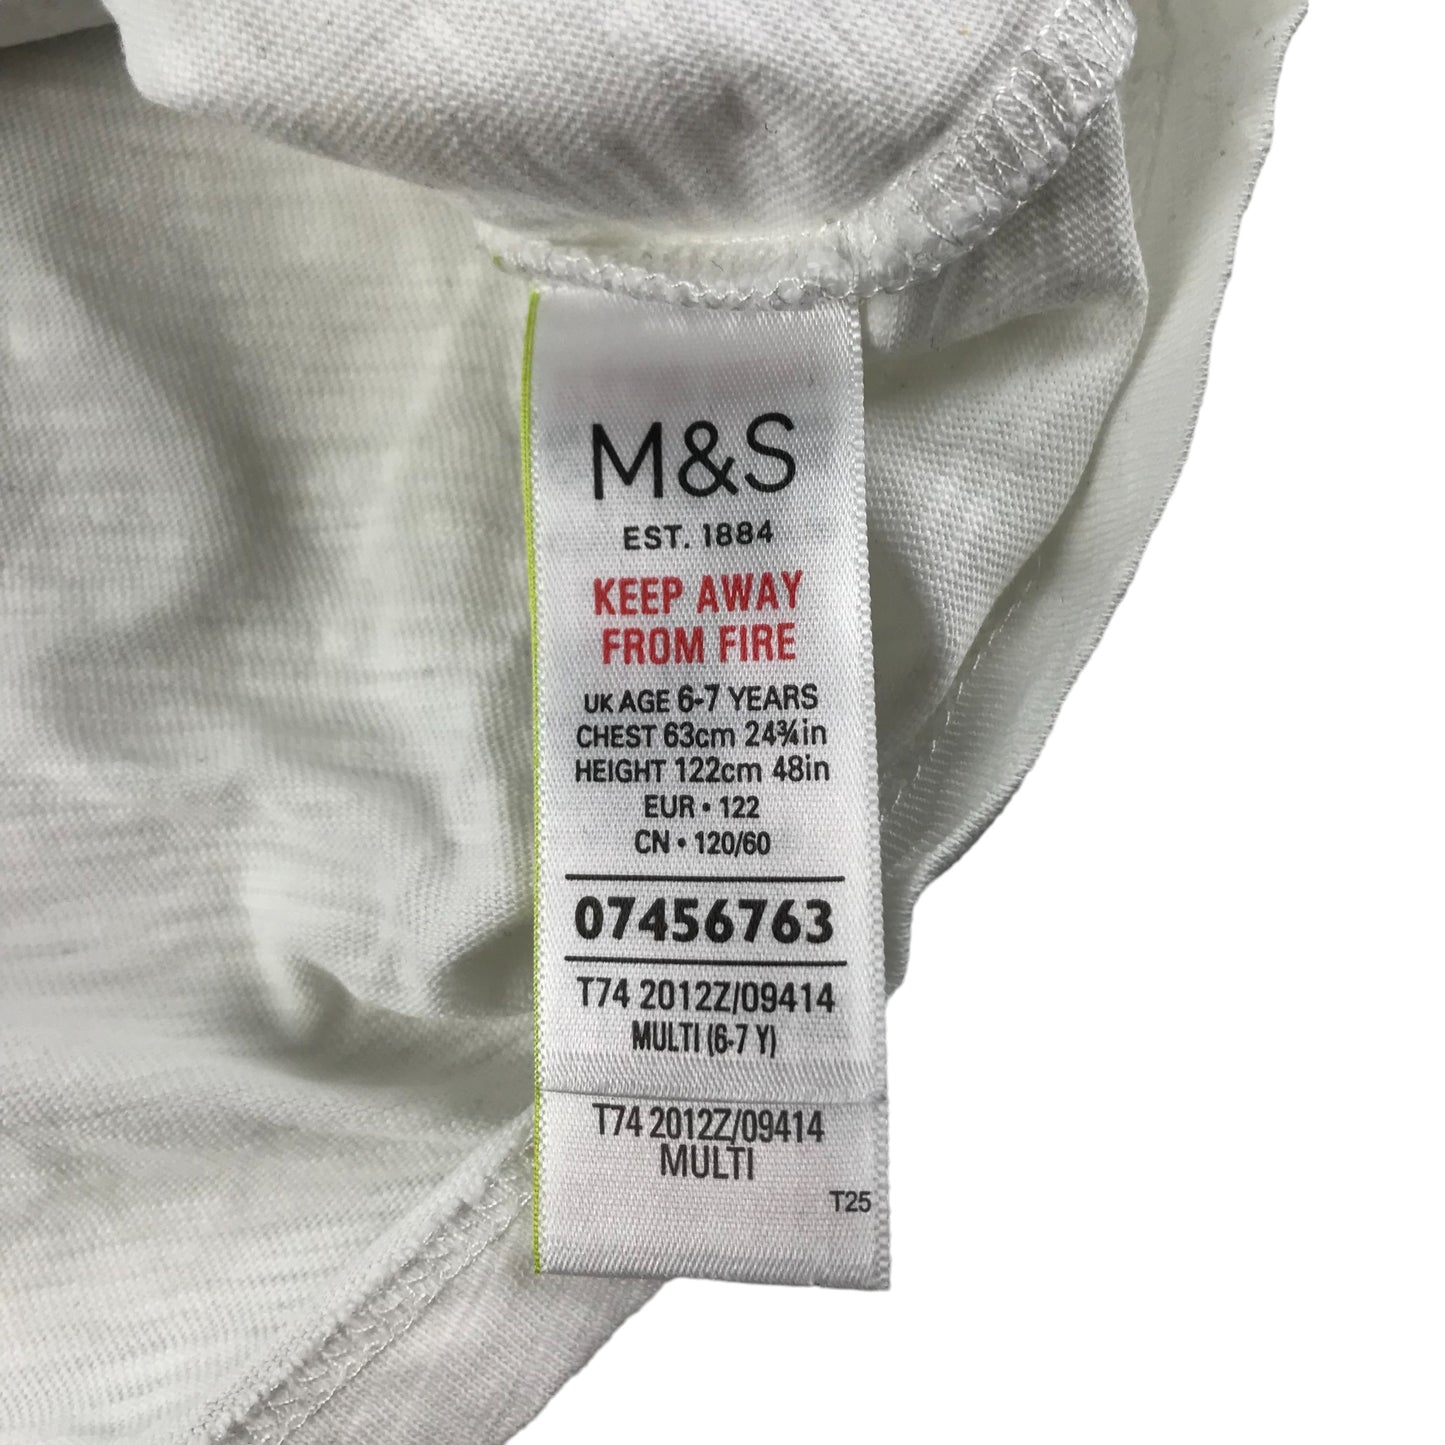 M&S
EST. 1884
KEEP AWAY
FROM FIRE
UK AGE 6-7 YEARS
CHEST 63cm 24¾in
HEIGHT 122cm 48in
EUR • 122
CN • 120/60
07456763
T74 2012Z/09414
MULTI (6-7 Y)
T74 2012Z/09414
MULTI
T25